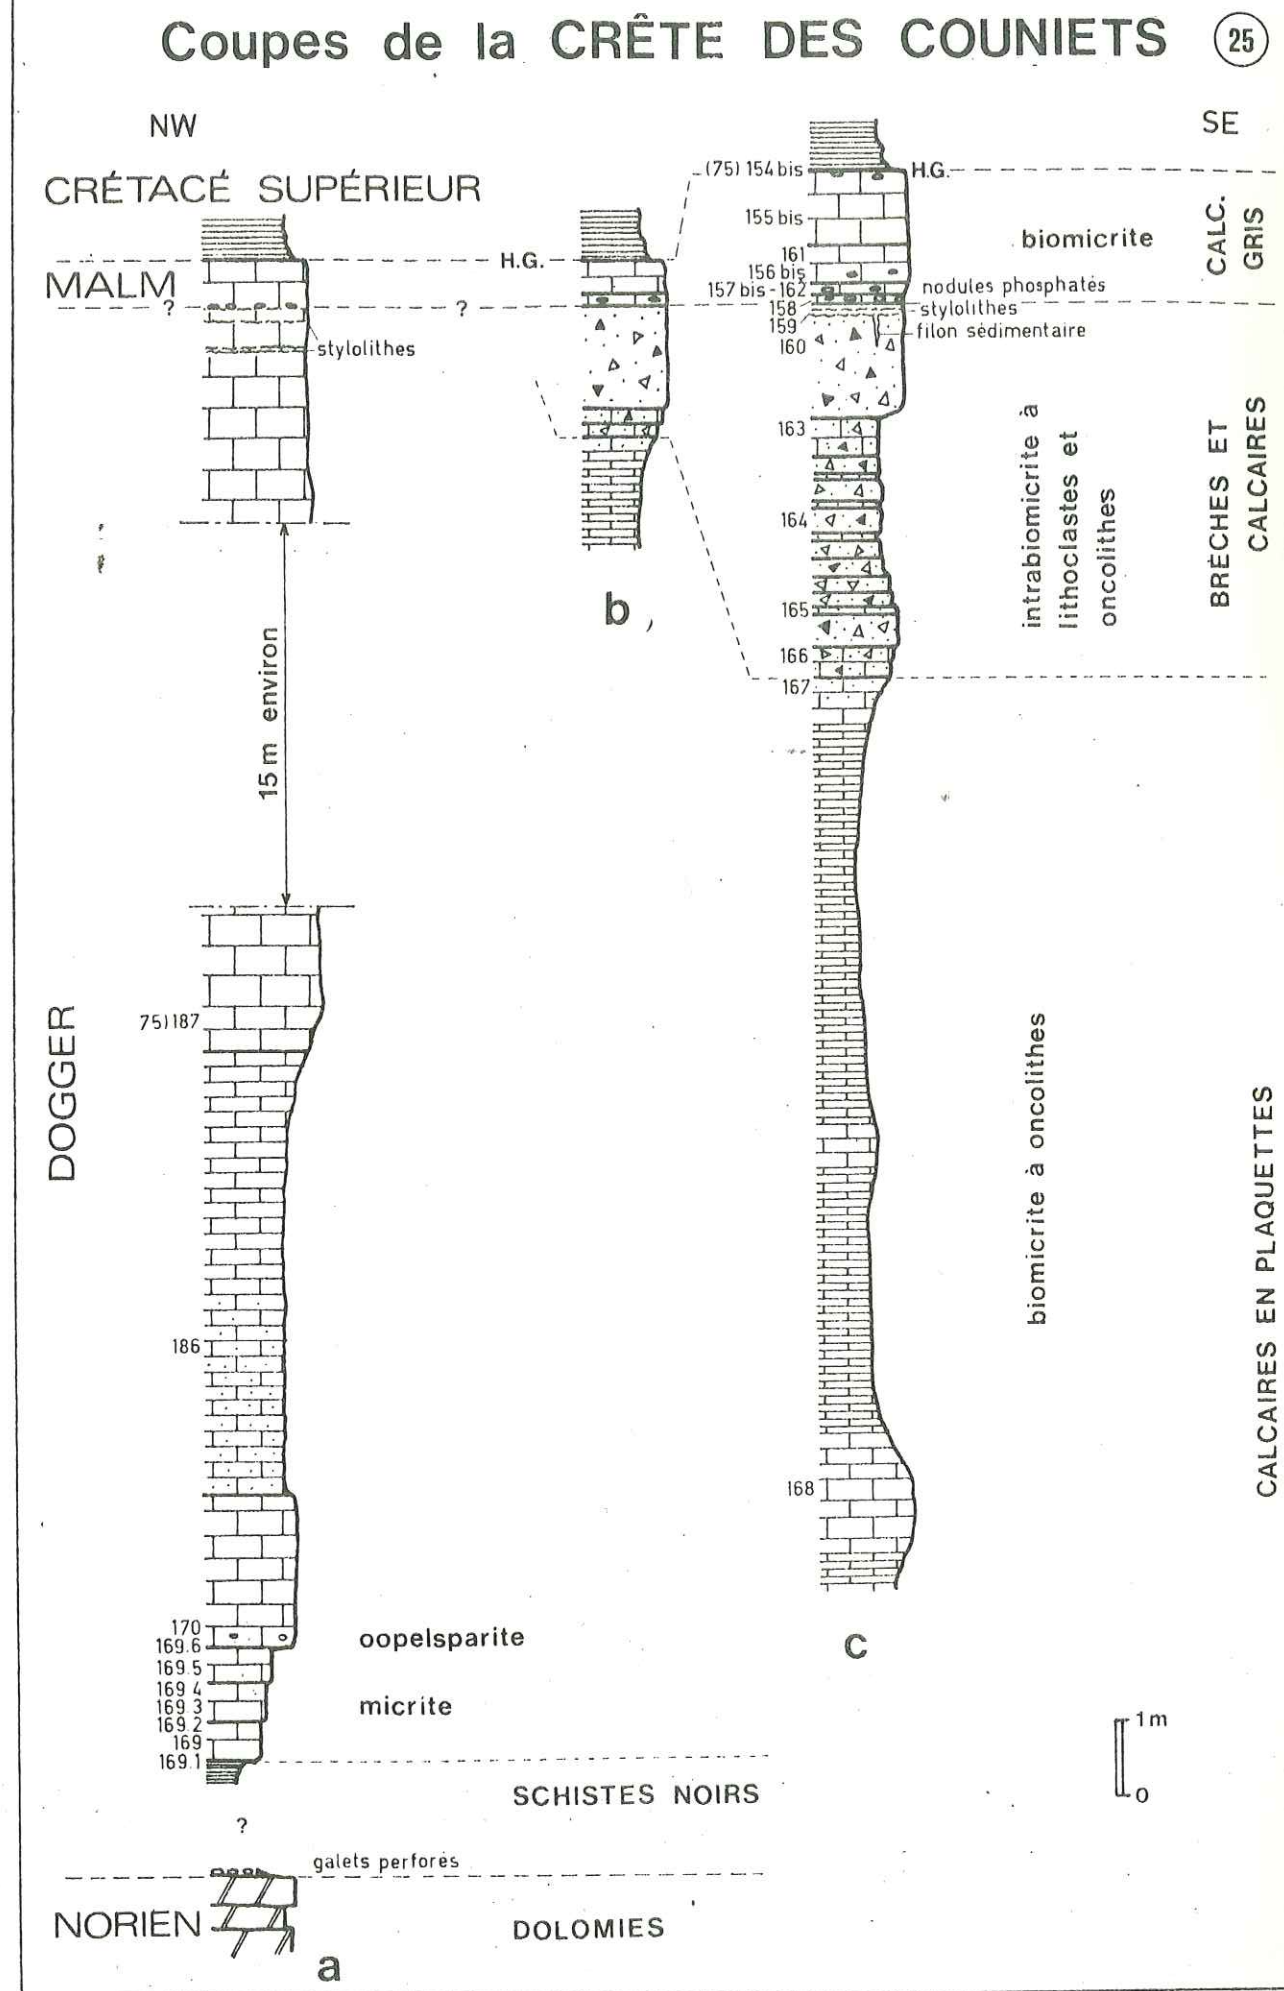 Coupes de la CRÊTE DES COUNIETS 25
NW
SE
CRÉTACÉ SUPÉRIEUR
MALM
?
?
H.G.
stylolithes
15m environ
DOGGER
75)187
186
170
169.6
169.5
169 4
169.3
169.2
169
169.1
oopelsparite
micrite
SCHISTES NOIRS
?
galets perforés
NORIEN
DOLOMIES
a
b
(75) 154 bis
H.G.
155 bis
161
156 bis
157 bis - 162
158
159
160
163
164
165
166
167
168
biomicrite
nodules phosphatés
stylolithes
filon sédimentaire
CALC.
GRIS
intrabiomicrite à
lithoclastes et
oncolithes
BRÈCHES ET
CALCAIRES
biomicrite à oncolithes
CALCAIRES EN PLAQUETTES
c
1m
0